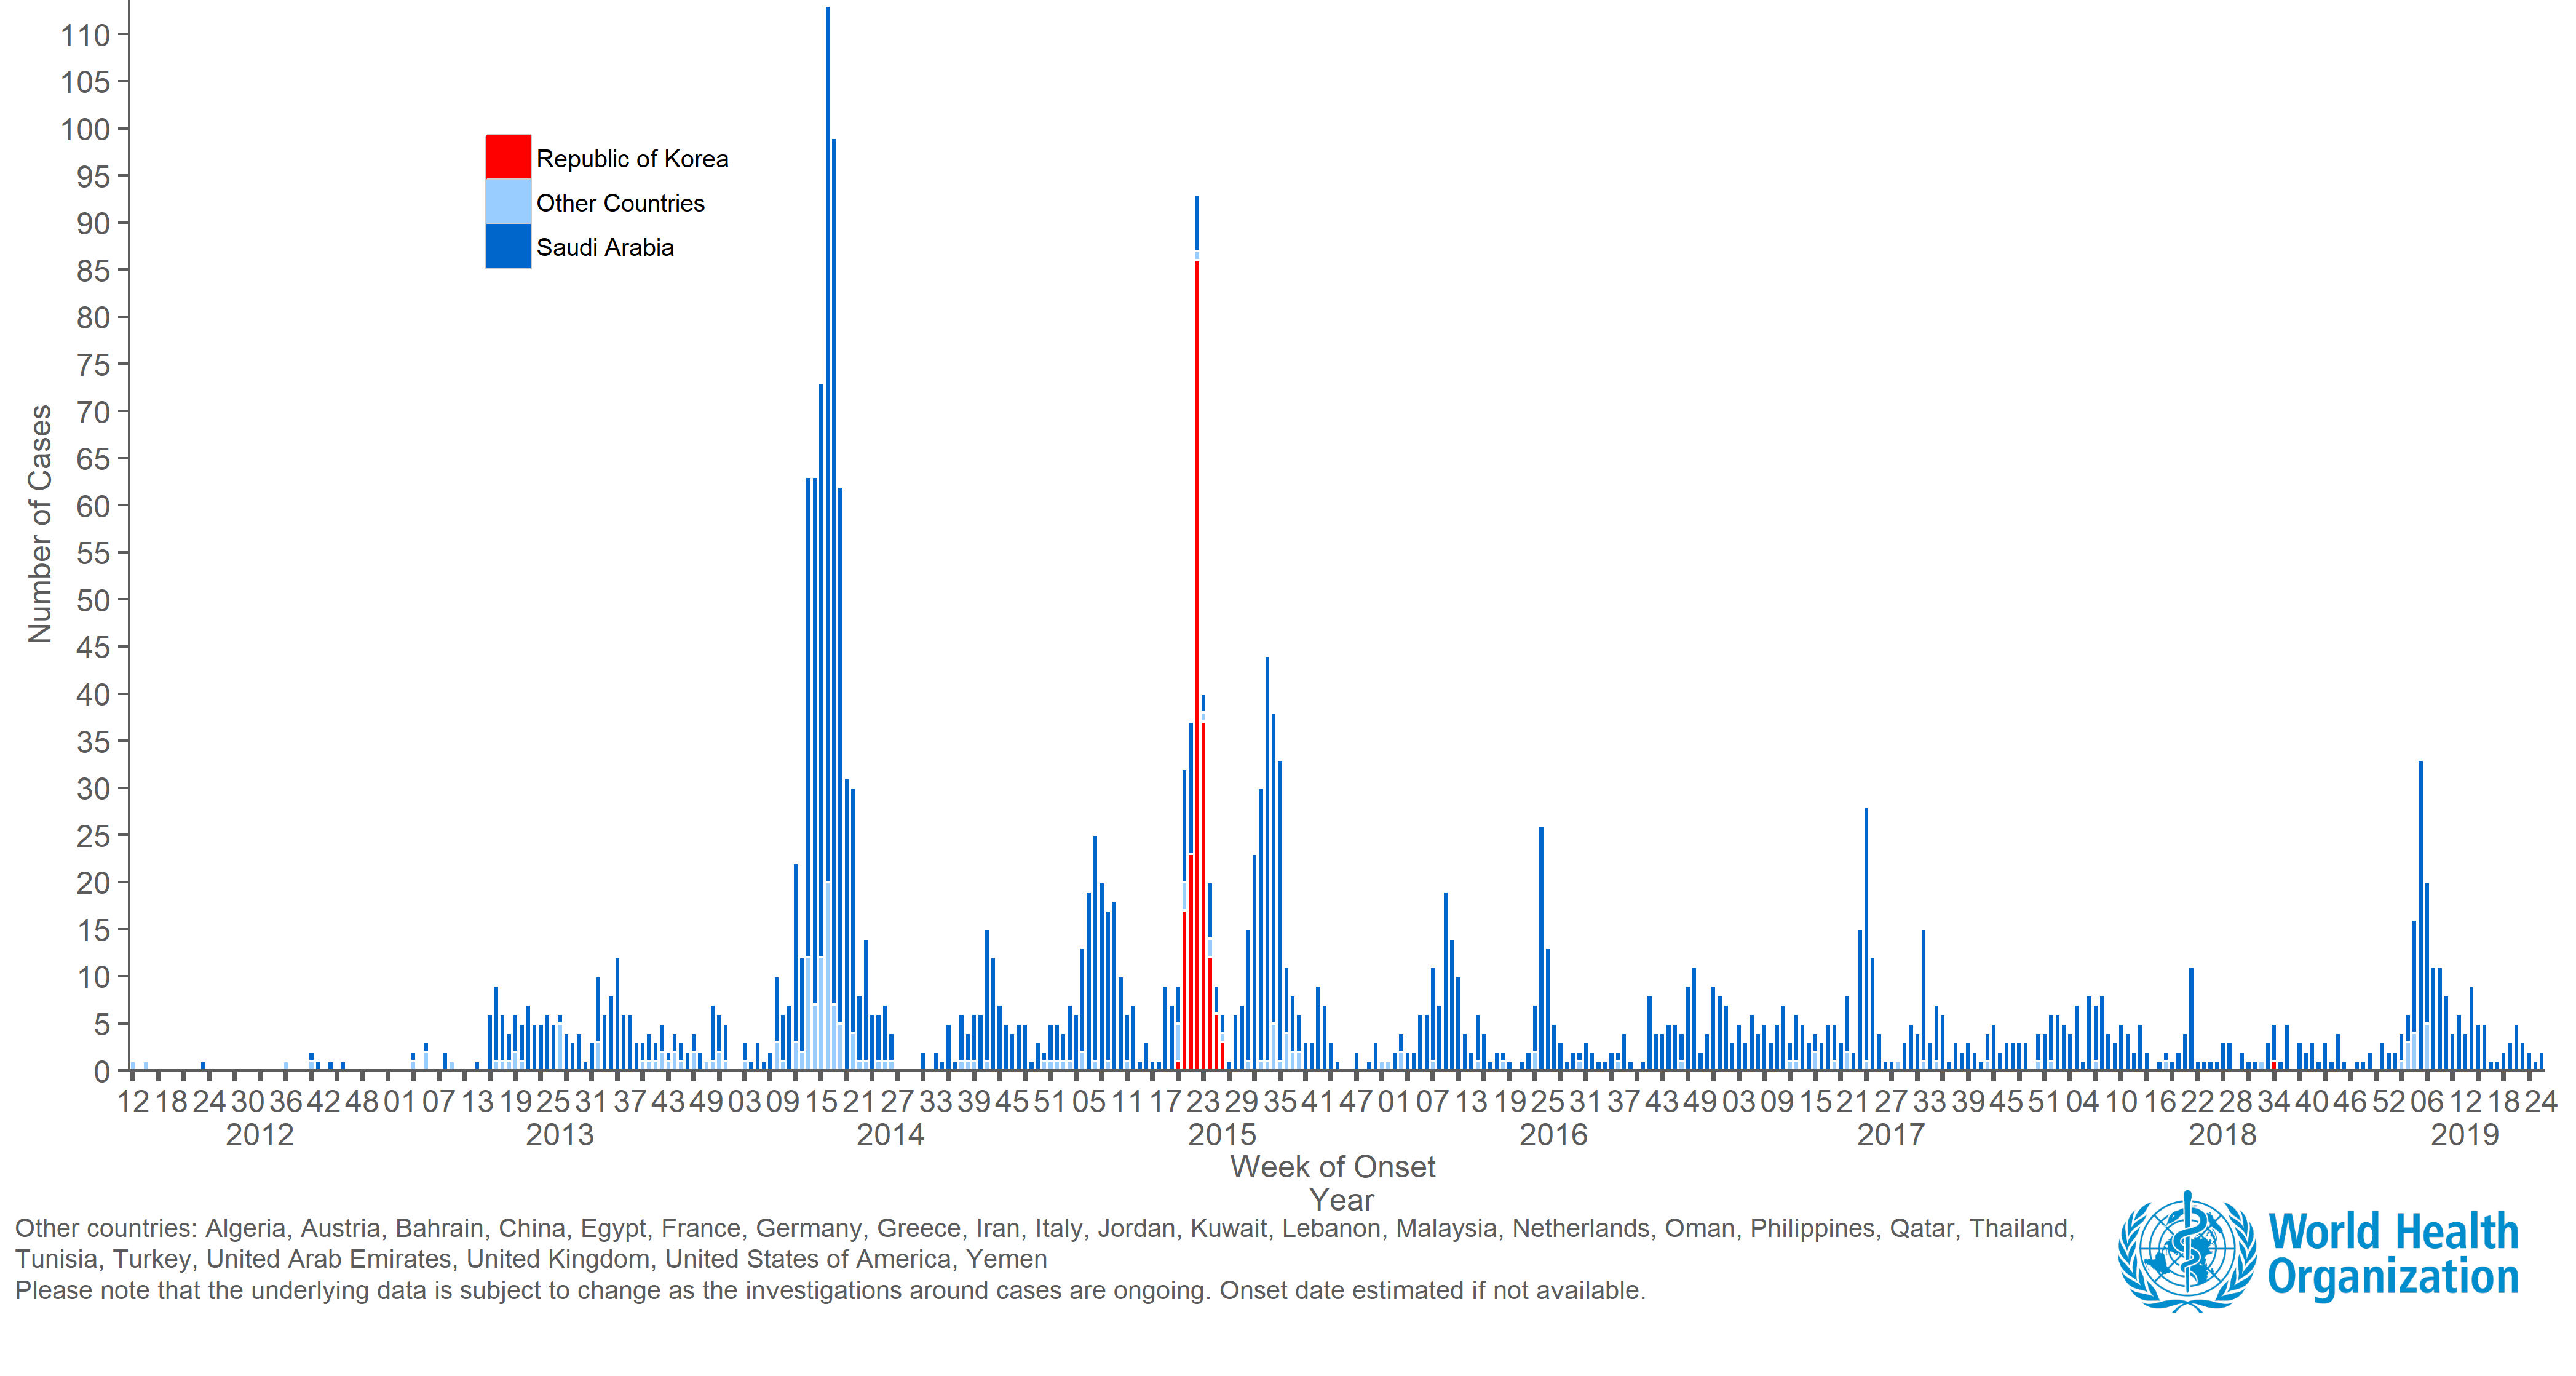 110
105
100
95
90
85
80
75
70
65
60
55
50
45
40
35
30
25
20
15
10
5
0
Number of Cases
Republic of Korea
Other Countries
Saudi Arabia
12 18 24 30 36 42 48 01 07 13 19 25 31 37 43 49 03 09 15 21 27 33 39 45 51 05 11 17 23 29 35 41 47 01 07 13 19 25 31 37 43 49 03 09 15 21 27 33 39 45 51 04 10 16 22 28 34 40 46 52 06 12 18 24
2012 2013 2014 2015 2016 2017 2018 2019
Week of Onset
Year
Other countries: Algeria, Austria, Bahrain, China, Egypt, France, Germany, Greece, Iran, Italy, Jordan, Kuwait, Lebanon, Malaysia, Netherlands, Oman, Philippines, Qatar, Thailand,
Tunisia, Turkey, United Arab Emirates, United Kingdom, United States of America, Yemen
Please note that the underlying data is subject to change as the investigations around cases are ongoing. Onset date estimated if not available.
World Health
Organization